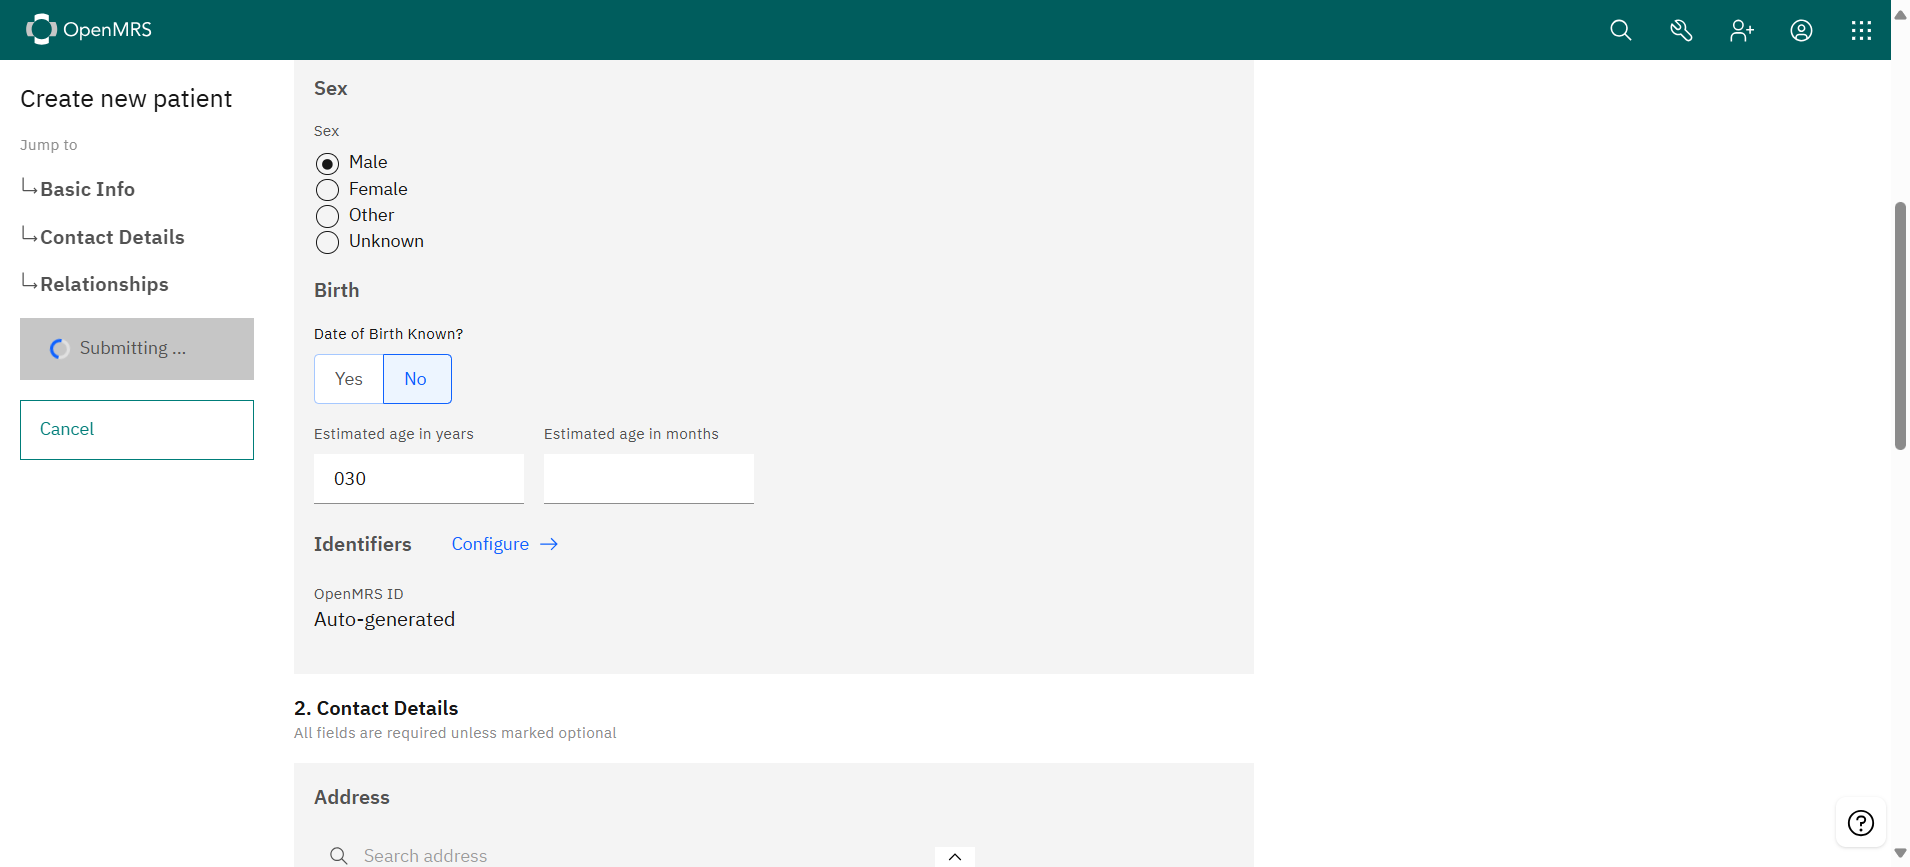 OpenMRS
Create new patient
Jump to
Basic Info
Contact Details
Relationships
Submitting ...
Cancel
Sex
Sex
Male
Female
Other
Unknown
Birth
Date of Birth Known?
Yes No
Estimated age in years Estimated age in months
030
Identifiers Configure
OpenMRS ID
Auto-generated
2. Contact Details
All fields are required unless marked optional
Address
Search address